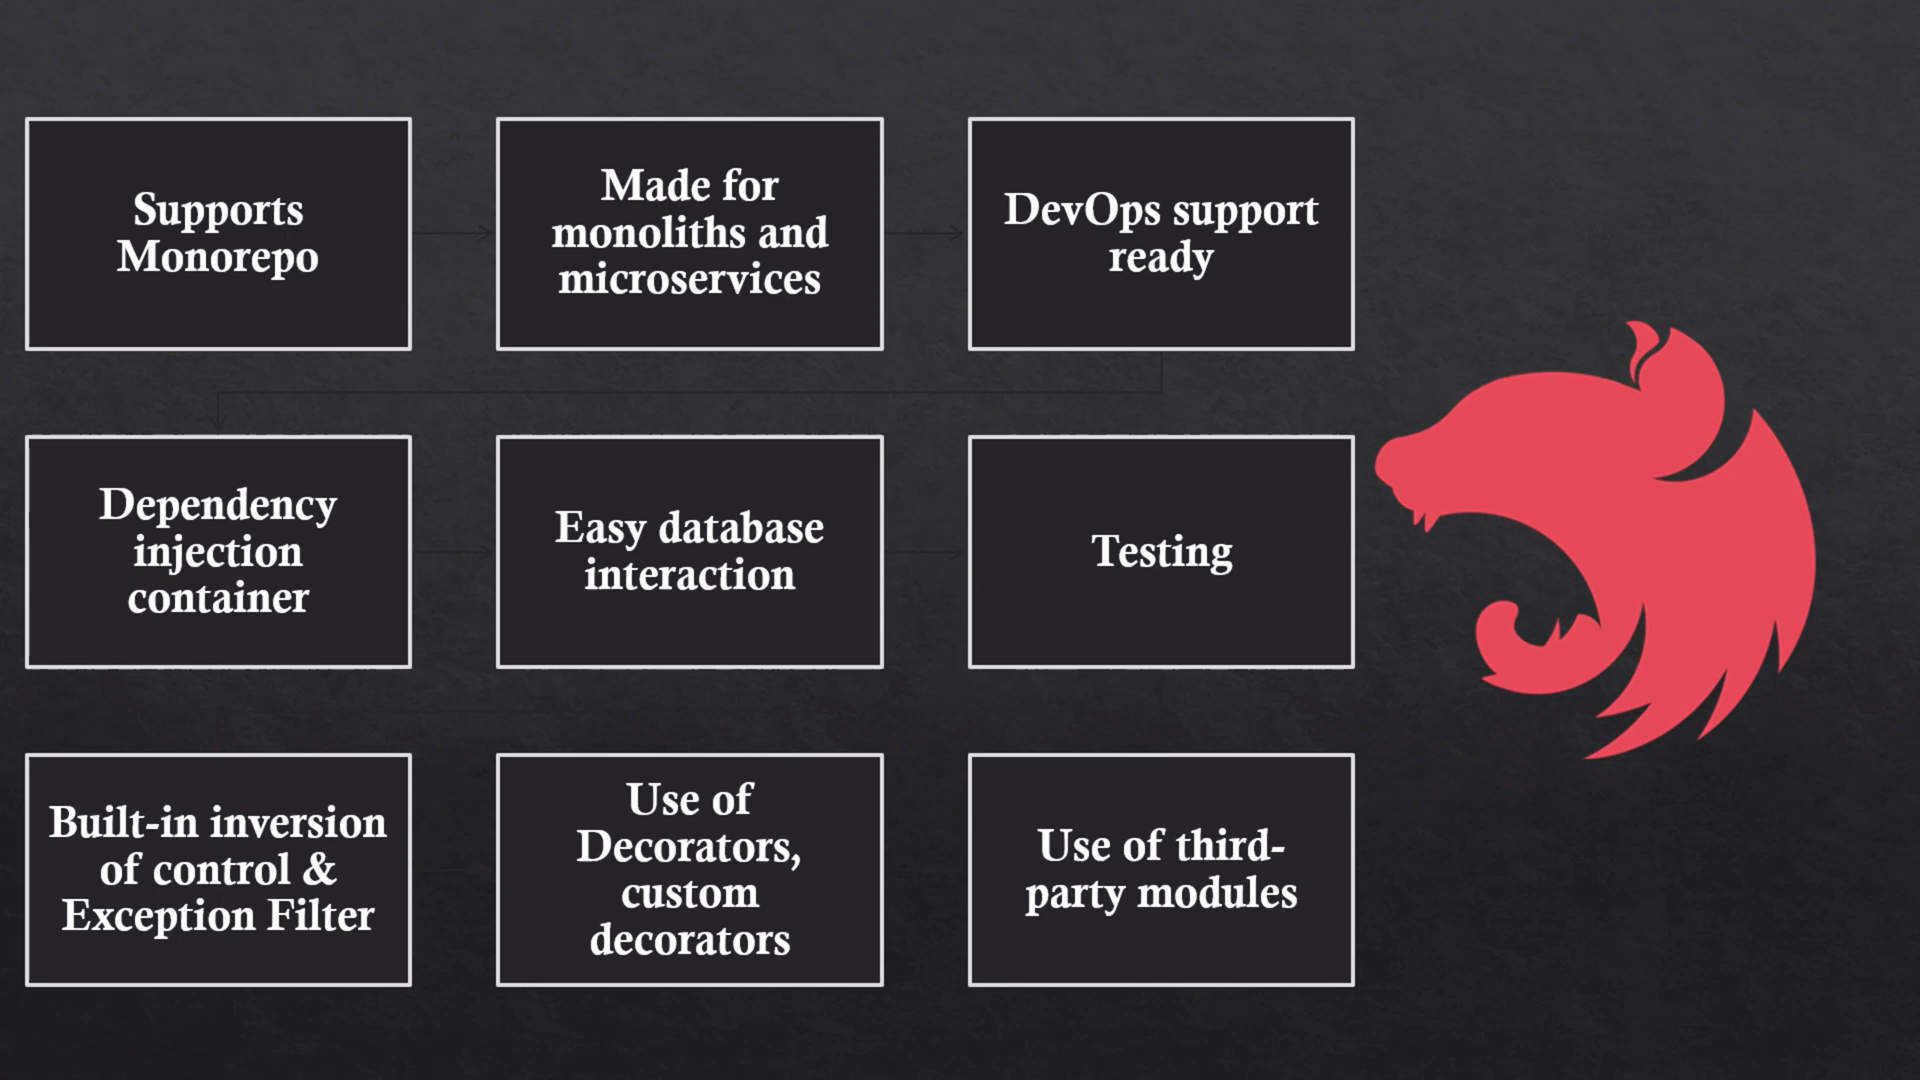 Supports
Monorepo
Made for
monoliths and
microservices
DevOps support
ready
Dependency
injection
container
Easy database
interaction
Testing
Built-in inversion
of control &
Exception Filter
Use of
Decorators,
custom
decorators
Use of third-
party modules